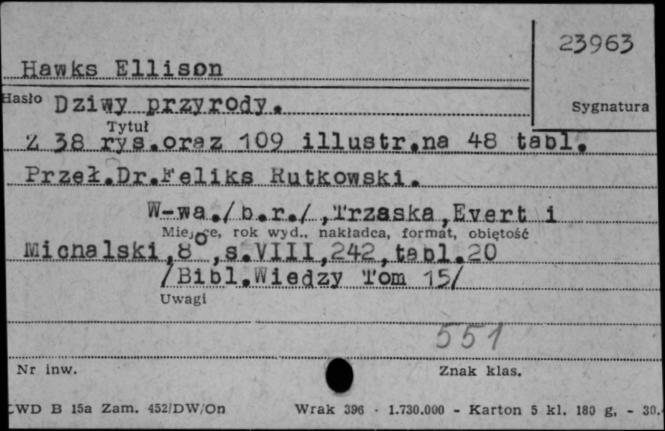 23963
Hawks Ellison
Hasło Dziwy przyrody.
Sygnatura
Tytuł
Z 38 rys.oraz 109 illustr.na 48 tabl.
Przeł.Dr.Feliks Rutkowski.
W-wa./b.r./,Trzaska,Evert i
Miejsce, rok wyd., nakładca, format, objętość
Michalski,8°,s.VIII,242,tabl.20
/Bibl.Wiedzy Tom 15/
Uwagi
551
Nr inw.
Znak klas.
CWD B 15a Zam. 452/DW/On Wrak 396 - 1.730.000 - Karton 5 kl. 180 g. - 30.